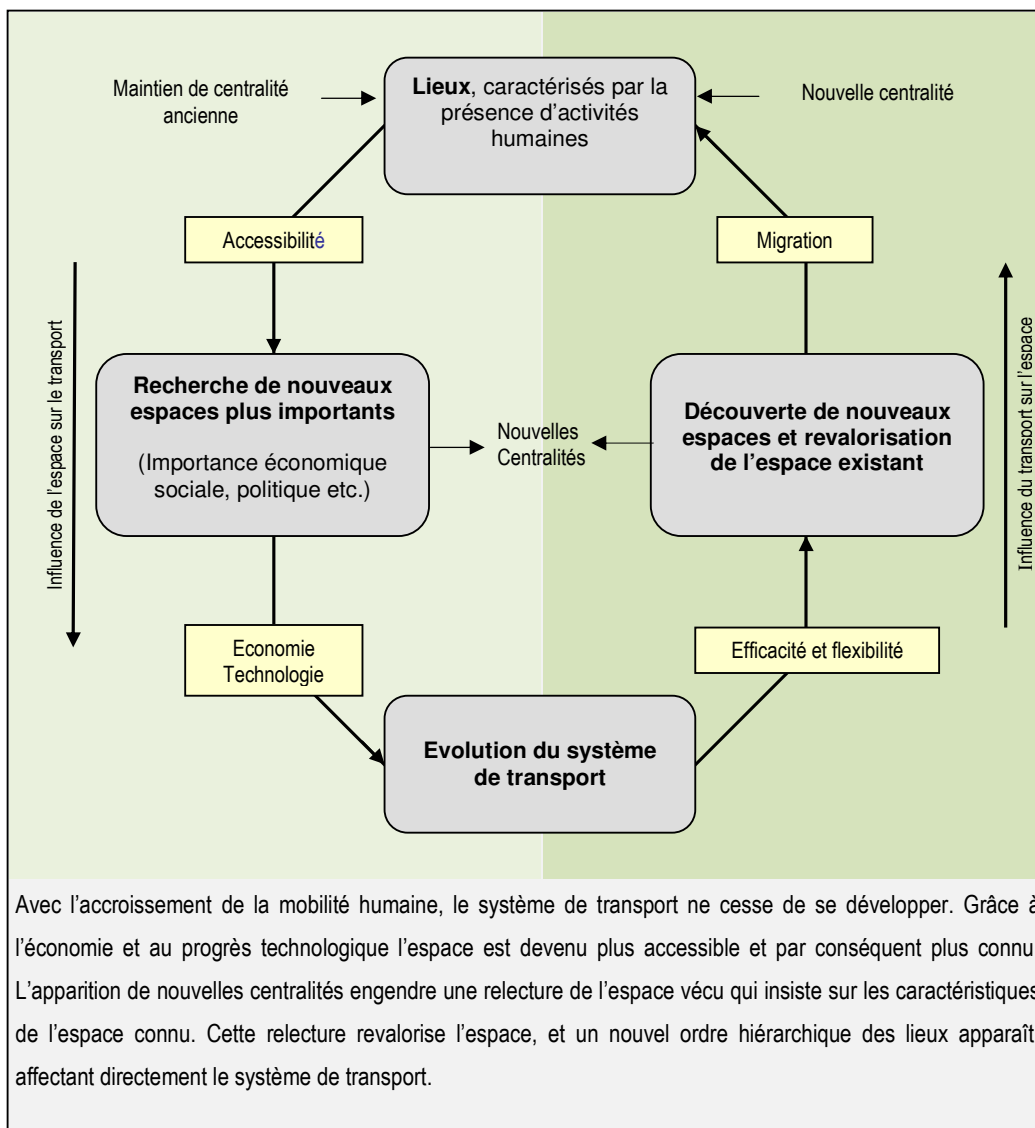 Maintien de centralité
ancienne
Lieux, caractérisés par la
présence d'activités
humaines
Nouvelle centralité
Accessibilité
Migration
Influence de l'espace sur le transport
Recherche de nouveaux
espaces plus importants
(Importance économique
sociale, politique etc.)
Nouvelles
Centralités
Découverte de nouveaux
espaces et revalorisation
de l'espace existant
Influence du transport sur l'espace
Economie
Technologie
Efficacité et flexibilité
Evolution du système
de transport
Avec l'accroissement de la mobilité humaine, le système de transport ne cesse de se développer. Grâce à
l'économie et au progrès technologique l'espace est devenu plus accessible et par conséquent plus connu
L'apparition de nouvelles centralités engendre une relecture de l'espace vécu qui insiste sur les caractéristiques
de l'espace connu. Cette relecture revalorise l'espace, et un nouvel ordre hiérarchique des lieux apparaît
affectant directement le système de transport.